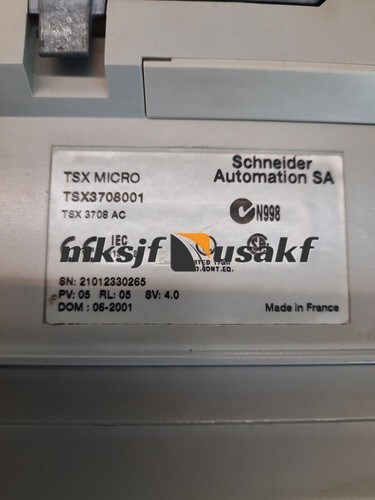 Schneider
Automation SA
TSX MICRO
TSX3708001
TSX 3708 AC
N998
IEC
mksjf usakf
SN: 21012330265
PV: 05 RL: 05 SV: 4.0
DOM : 06-2001
Made in France